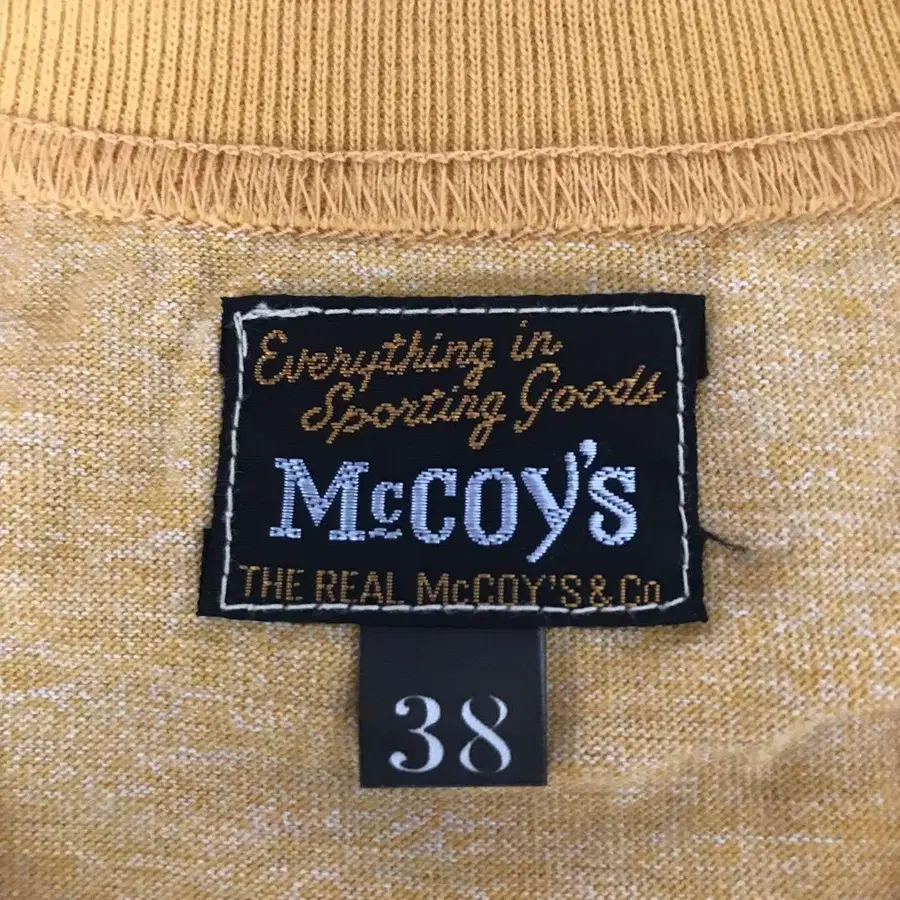 Everything in
Sporting Goods
McCOY'S
THE REAL McCOY'S & Co
38